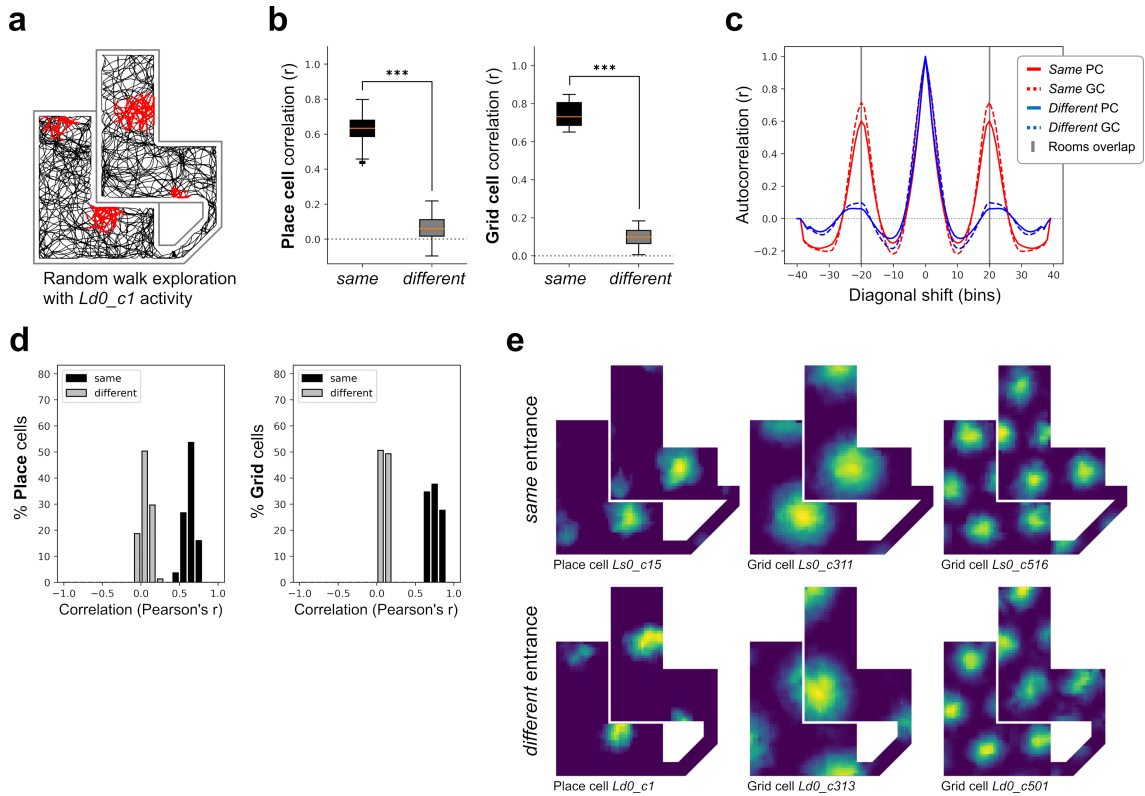 a
Random walk exploration
with Ld0_c1 activity
b
Place cell correlation (r)
1.0
0.8
0.6
0.4
0.2
0.0
***
same
different
Grid cell correlation (r)
1.0
0.8
0.6
0.4
0.2
0.0
***
same
different
c
Autocorrelation (r)
1.0
0.8
0.6
0.4
0.2
0.0
−0.2
−40
−30
−20
−10
0
10
20
30
40
Diagonal shift (bins)
Same PC
Same GC
Different PC
Different GC
Rooms overlap
d
% Place cells
80
70
60
50
40
30
20
10
0
same
different
−1.0
−0.5
0.0
0.5
1.0
Correlation (Pearson's r)
% Grid cells
80
70
60
50
40
30
20
10
0
same
different
−1.0
−0.5
0.0
0.5
1.0
Correlation (Pearson's r)
e
same entrance
Place cell Ls0_c15
Grid cell Ls0_c311
Grid cell Ls0_c516
different entrance
Place cell Ld0_c1
Grid cell Ld0_c313
Grid cell Ld0_c501